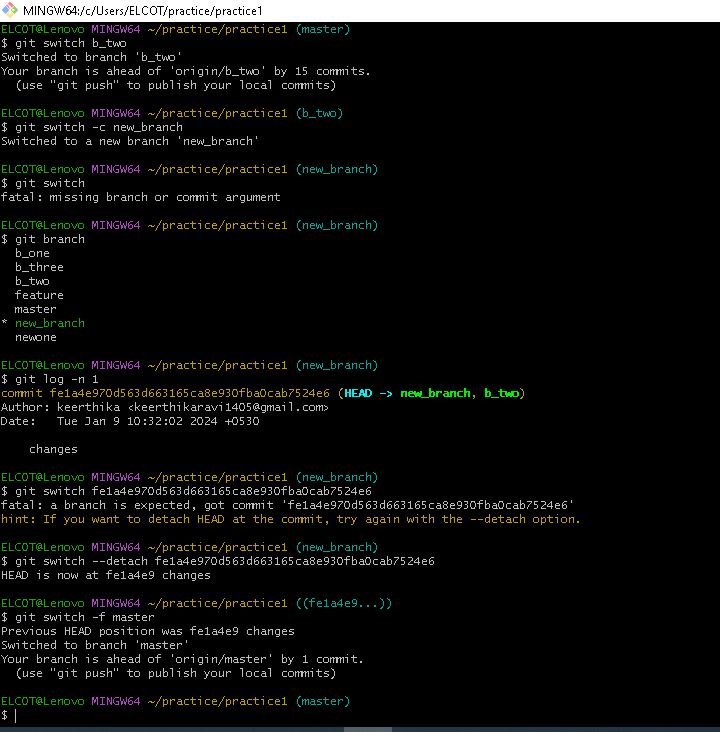 MINGW64:/c/Users/ELCOT/practice/practice1
ELCOT@Lenovo MINGW64 ~/practice/practice1 (master)
$ git switch b_two
Switched to branch 'b_two'
Your branch is ahead of 'origin/b_two' by 15 commits.
  (use "git push" to publish your local commits)

ELCOT@Lenovo MINGW64 ~/practice/practice1 (b_two)
$ git switch -c new_branch
Switched to a new branch 'new_branch'

ELCOT@Lenovo MINGW64 ~/practice/practice1 (new_branch)
$ git switch
fatal: missing branch or commit argument

ELCOT@Lenovo MINGW64 ~/practice/practice1 (new_branch)
$ git branch
  b_one
  b_three
  b_two
  feature
  master
* new_branch
  newone

ELCOT@Lenovo MINGW64 ~/practice/practice1 (new_branch)
$ git log -n 1
commit fe1a4e970d563d663165ca8e930fba0cab7524e6 (HEAD -> new_branch, b_two)
Author: keerthika <keerthikaravi1405@gmail.com>
Date:   Tue Jan 9 10:32:02 2024 +0530

    changes

ELCOT@Lenovo MINGW64 ~/practice/practice1 (new_branch)
$ git switch fe1a4e970d563d663165ca8e930fba0cab7524e6
fatal: a branch is expected, got commit 'fe1a4e970d563d663165ca8e930fba0cab7524e6'
hint: If you want to detach HEAD at the commit, try again with the --detach option.

ELCOT@Lenovo MINGW64 ~/practice/practice1 (new_branch)
$ git switch --detach fe1a4e970d563d663165ca8e930fba0cab7524e6
HEAD is now at fe1a4e9 changes

ELCOT@Lenovo MINGW64 ~/practice/practice1 ((fe1a4e9...))
$ git switch -f master
Previous HEAD position was fe1a4e9 changes
Switched to branch 'master'
Your branch is ahead of 'origin/master' by 1 commit.
  (use "git push" to publish your local commits)

ELCOT@Lenovo MINGW64 ~/practice/practice1 (master)
$